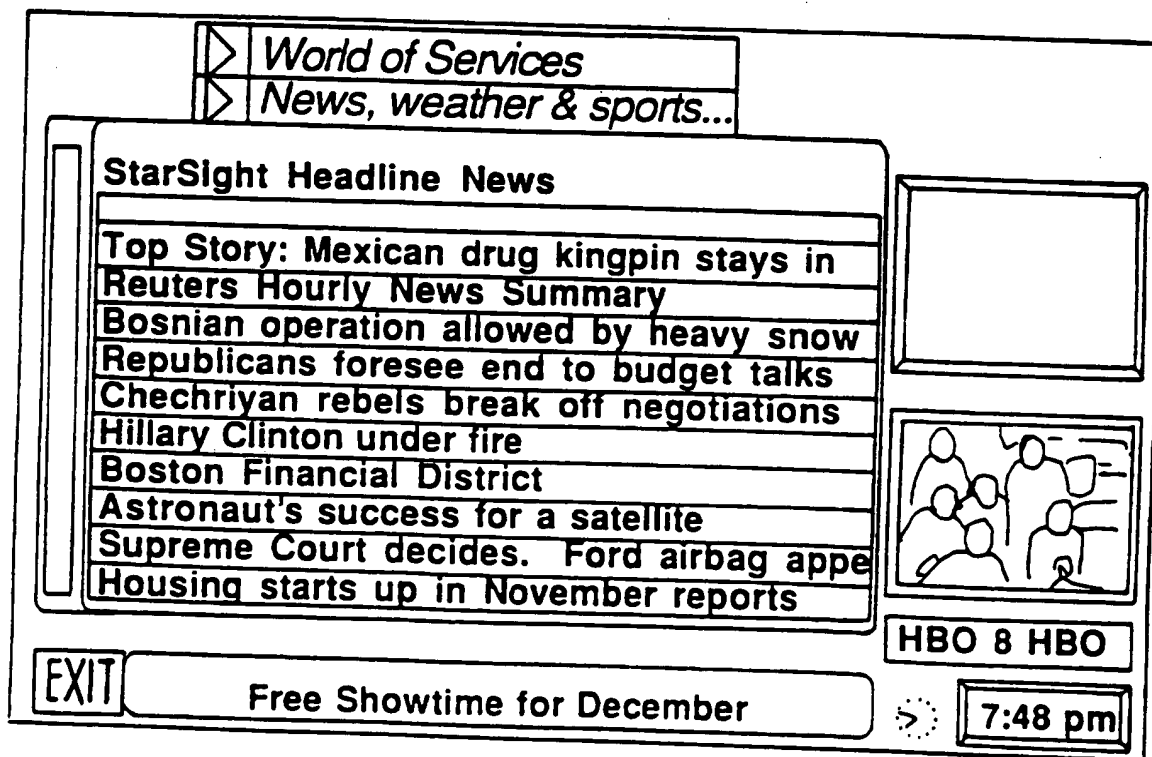 World of Services
News, weather & sports...
StarSight Headline News
Top Story: Mexican drug kingpin stays in
Reuters Hourly News Summary
Bosnian operation allowed by heavy snow
Republicans foresee end to budget talks
Chechriyan rebels break off negotiations
Hillary Clinton under fire
Boston Financial District
Astronaut's success for a satellite
Supreme Court decides. Ford airbag appe
Housing starts up in November reports
HBO 8 HBO
EXIT
Free Showtime for December
7:48 pm